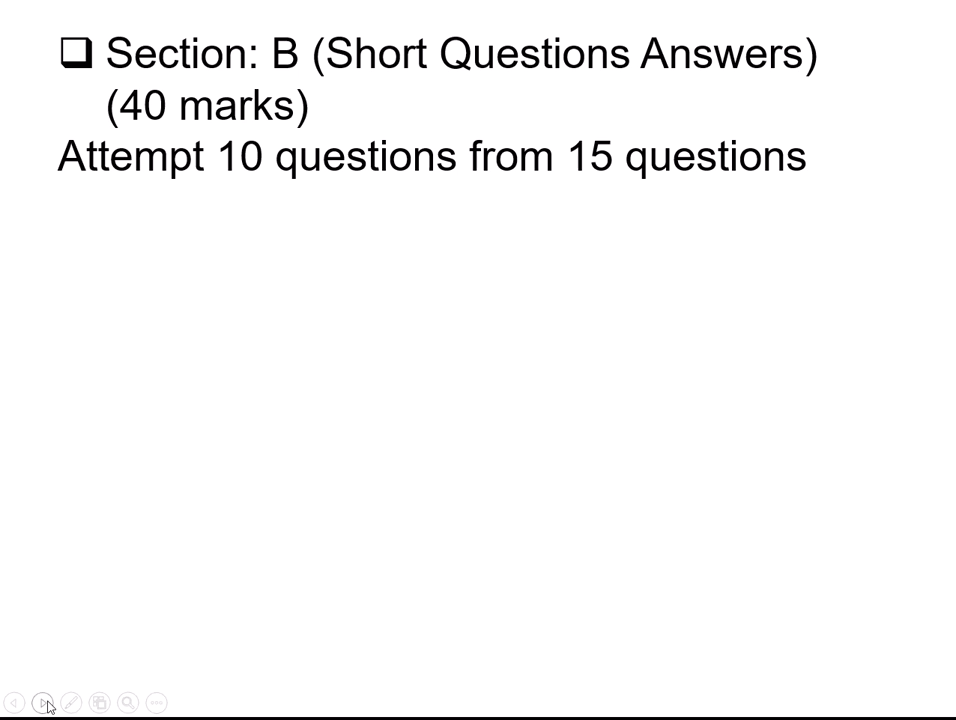 ❑ Section: B (Short Questions Answers)
(40 marks)
Attempt 10 questions from 15 questions